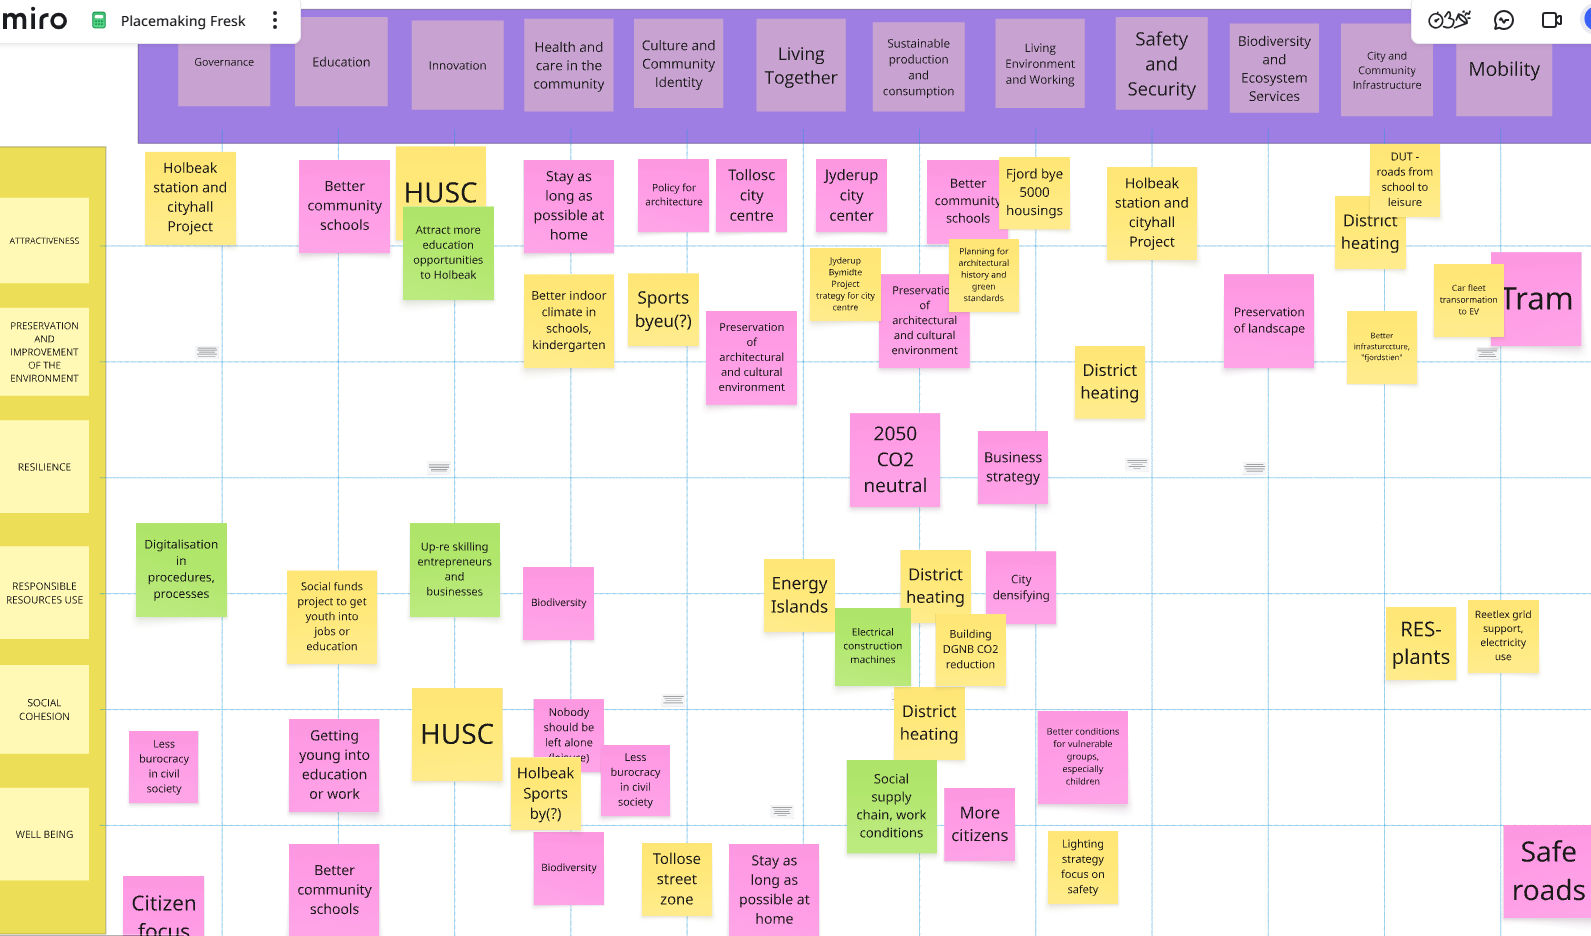 miro
Placemaking Fresk
Governance
Education
Innovation
Health and
care in the
community
Culture and
Community
Identity
Living
Together
Sustainable
production
and
consumption
Living
Environment
and Working
Safety
and
Security
Biodiversity
and
Ecosystem
Services
City and
Community
Infrastructure
Mobility
ATTRACTIVENESS
Holbeak
station and
cityhall
Project
Better
community
schools
HUSC
Attract more
education
opportunities
to Holbeak
Stay as
long as
possible at
home
Policy for
architecture
Tollosc
city
centre
Jyderup
city
center
Better
community
schools
Fjord bye
5000
housings
Holbeak
station and
cityhall
Project
DUT -
roads from
school to
leisure
District
heating
PRESERVATION
AND
IMPROVEMENT
OF THE
ENVIRONMENT
Better indoor
climate in
schools,
kindergarten
Sports
byeu(?)
Preservation
of
architectural
and cultural
environment
Jyderup
Bymidte
Project
trategy for city
centre
Preservatio
of
architectural
and cultural
environment
Planning for
architectural
history and
green
standards
District
heating
Preservation
of landscape
Better
infrasturccture,
"fjordstien"
Car fleet
transormation
to EV
Tram
RESILIENCE
2050
CO2
neutral
Business
strategy
RESPONSIBLE
RESOURCES USE
Digitalisation
in
procedures,
processes
Social funds
project to get
youth into
jobs or
education
Up-re skilling
entrepreneurs
and
businesses
Biodiversity
Energy
Islands
District
heating
City
densifying
Electrical
construction
machines
Building
DGNB CO2
reduction
RES-
plants
Reetlex grid
support,
electricity
use
SOCIAL
COHESION
Less
burocracy
in civil
society
Getting
young into
education
or work
HUSC
Nobody
should be
left alone
(leisure)
Holbeak
Sports
by(?)
Less
burocracy
in civil
society
District
heating
Social
supply
chain, work
conditions
More
citizens
Better conditions
for vulnerable
groups,
especially
children
WELL BEING
Citizen
focus
Better
community
schools
Biodiversity
Tollose
street
zone
Stay as
long as
possible at
home
Lighting
strategy
focus on
safety
Safe
roads